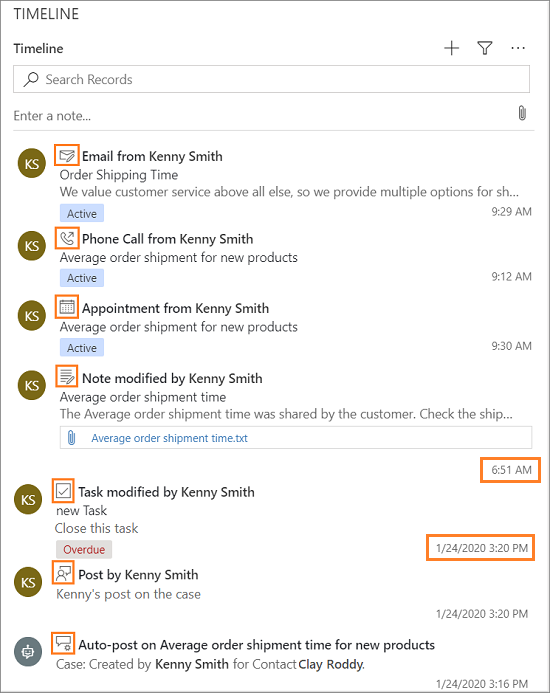 TIMELINE
Timeline
Search Records
Enter a note...
KS
Email from Kenny Smith
Order Shipping Time
We value customer service above all else, so we provide multiple options for sh...
Active
9:29 AM
KS
Phone Call from Kenny Smith
Average order shipment for new products
Active
9:12 AM
KS
Appointment from Kenny Smith
Average order shipment for new products
Active
9:30 AM
KS
Note modified by Kenny Smith
Average order shipment time
The Average order shipment time was shared by the customer. Check the ship...
Average order shipment time.txt
6:51 AM
KS
Task modified by Kenny Smith
new Task
Close this task
Overdue
1/24/2020 3:20 PM
KS
Post by Kenny Smith
Kenny's post on the case
1/24/2020 3:20 PM
Auto-post on Average order shipment time for new products
Case: Created by Kenny Smith for Contact Clay Roddy.
1/24/2020 3:16 PM